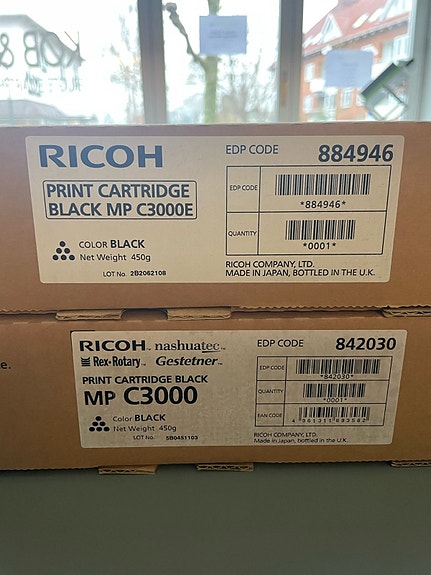 KØB &
RICOH
EDP CODE 884946
PRINT CARTRIDGE
BLACK MP C3000E
EDP CODE
*884946*
COLOR BLACK
Net Weight 450g
QUANTITY
*0001*
LOT No. 2B2062108
RICOH COMPANY, LTD.
MADE IN JAPAN, BOTTLED IN THE U.K.
e.
RICOH nashuatec
Rex-Rotary Gestetner
EDP CODE 842030
PRINT CARTRIDGE BLACK
MP C3000
EDP CODE
*842030*
QUANTITY
*0001*
Color BLACK
Net Weight 450g
EAN CODE
LOT No. SB0451103
RICOH COMPANY, LTD.
Made in Japan, bottled in the U.K.